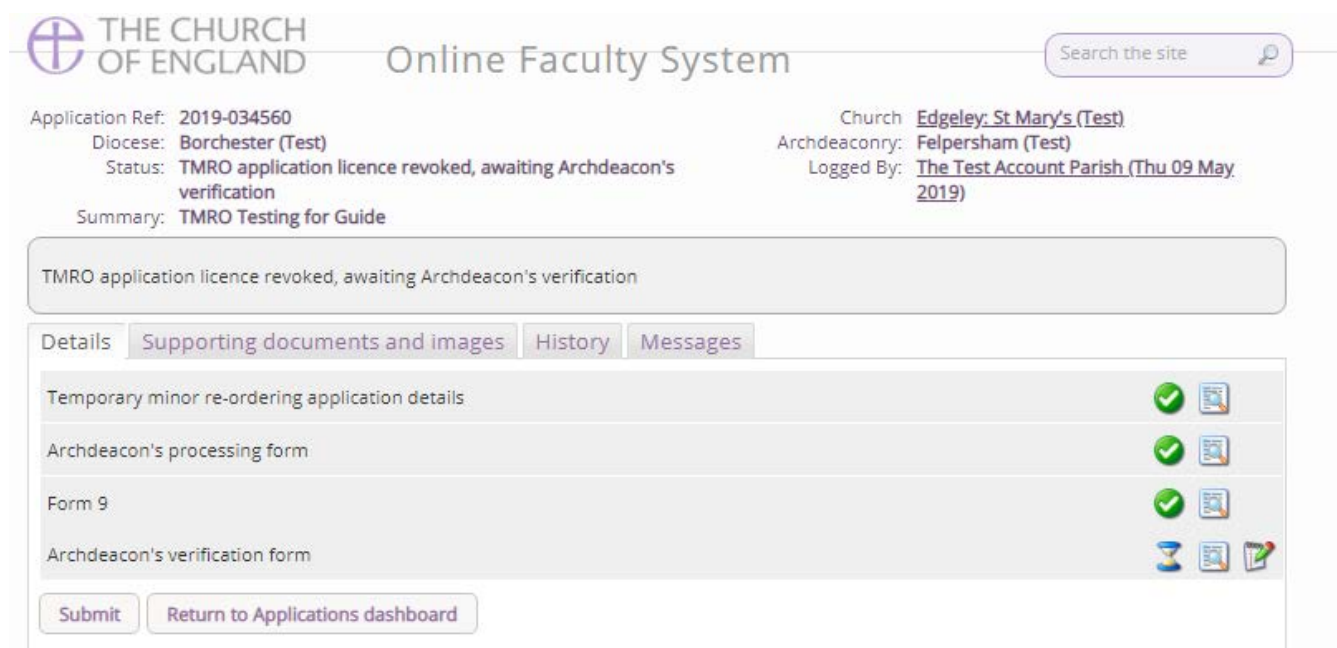 THE CHURCH
OF ENGLAND
Online Faculty System
Search the site
Application Ref: 2019-034560
Diocese: Borchester (Test)
Status: TMRO application licence revoked, awaiting Archdeacon's
verification
Summary: TMRO Testing for Guide
Church Edgeley: St Mary's (Test)
Archdeaconry: Felpersham (Test)
Logged By: The Test Account Parish (Thu 09 May
2019)
TMRO application licence revoked, awaiting Archdeacon's verification
Details Supporting documents and images History Messages
Temporary minor re-ordering application details
Archdeacon's processing form
Form 9
Archdeacon's verification form
Submit Return to Applications dashboard